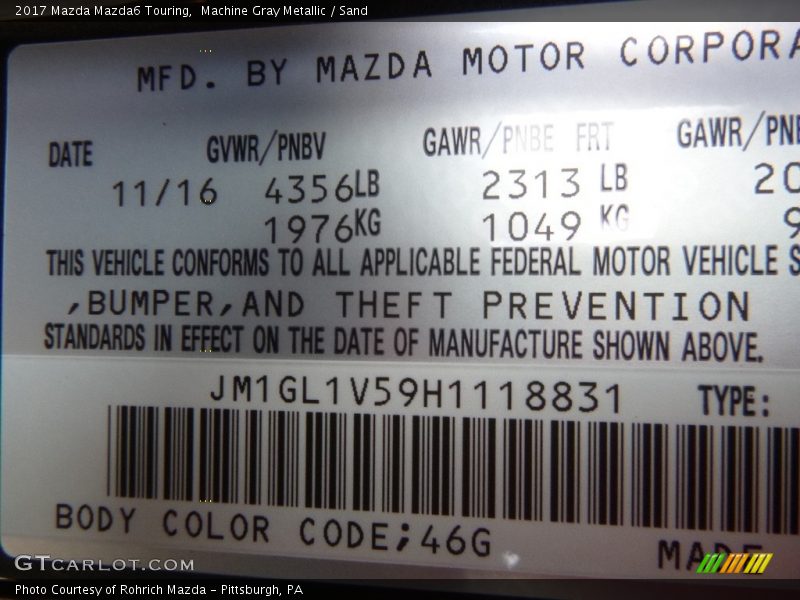 2017 Mazda Mazda6 Touring,  Machine Gray Metallic / Sand
MFD. BY MAZDA MOTOR CORPORA
DATE GVWR/PNBV GAWR/PNBE FRT GAWR/PNB
11/16 4356LB 2313 LB 20
1976KG 1049 KG 9
THIS VEHICLE CONFORMS TO ALL APPLICABLE FEDERAL MOTOR VEHICLE S
,BUMPER,AND THEFT PREVENTION
STANDARDS IN EFFECT ON THE DATE OF MANUFACTURE SHOWN ABOVE.
JM1GL1V59H1118831 TYPE:
BODY COLOR CODE;46G
MADE
GTCARLOT.COM
Photo Courtesy of Rohrich Mazda – Pittsburgh, PA